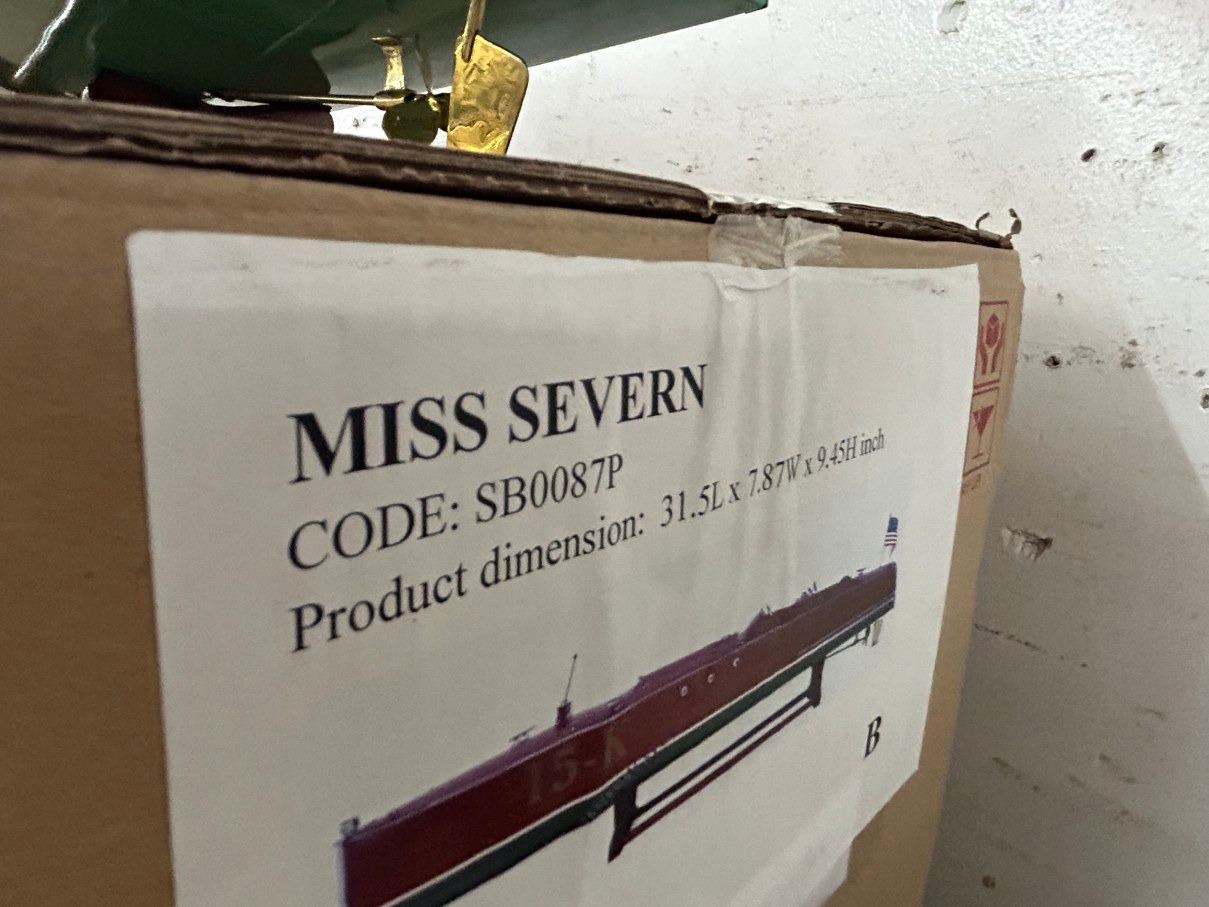 MISS SEVERN
CODE: SB0087P
Product dimension: 31.5L x 7.87W x 9.45H inch
15-A
B